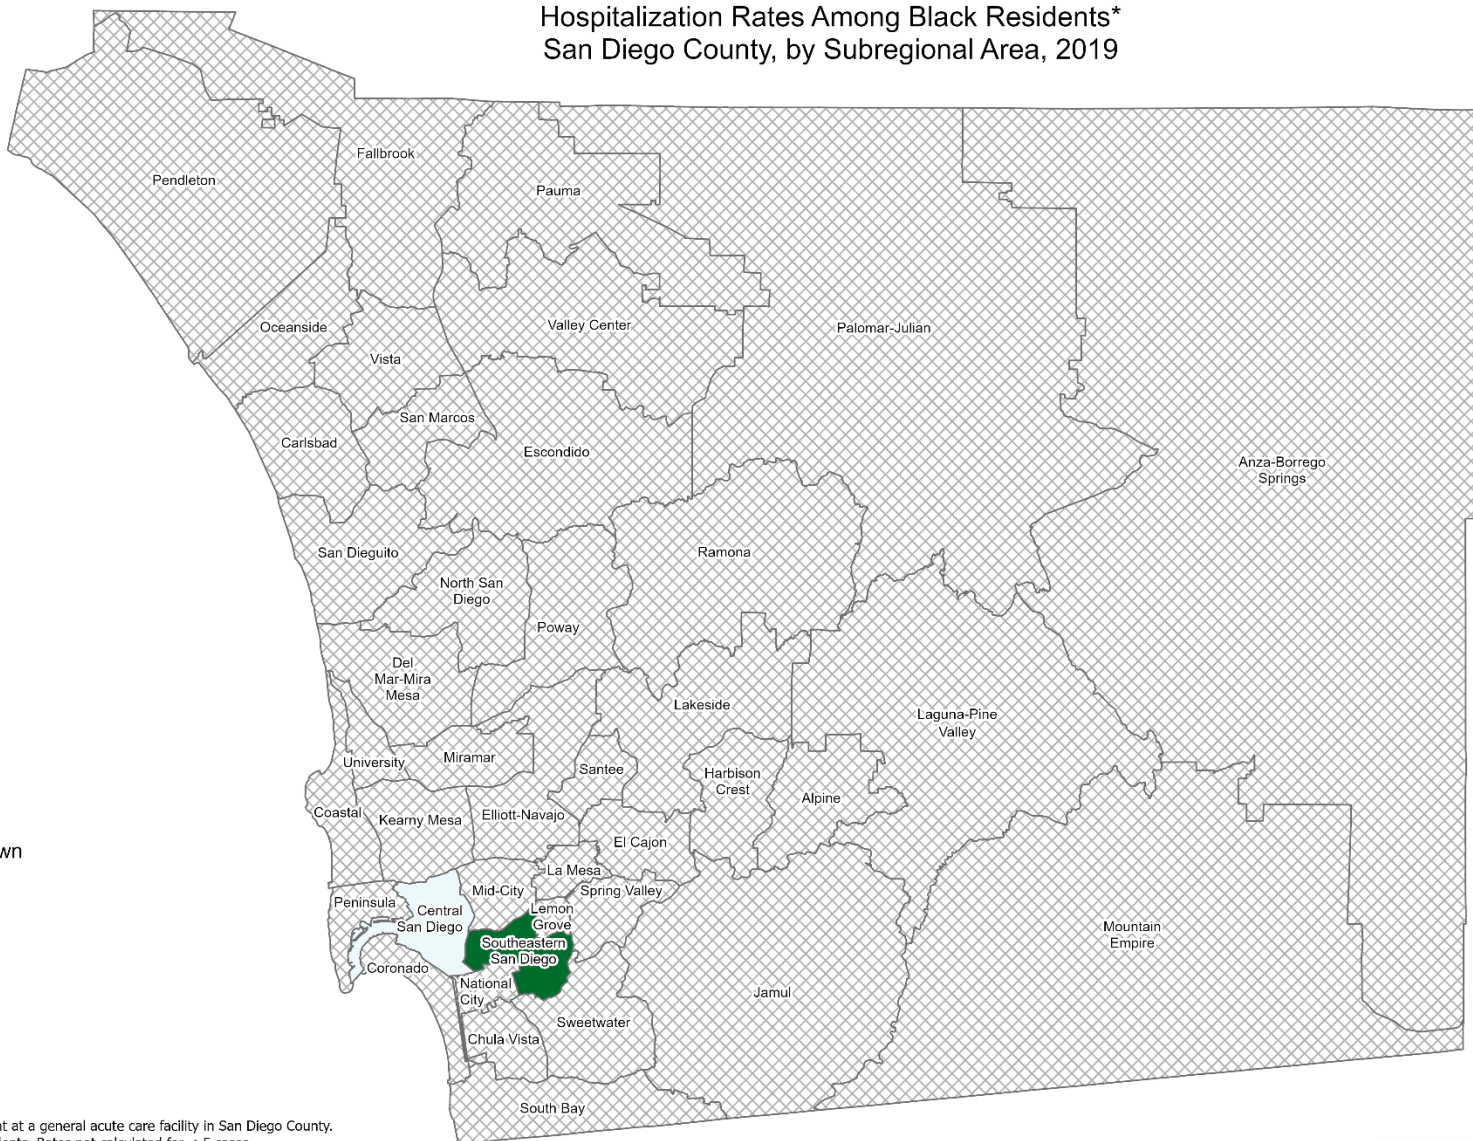 Hospitalization Rates Among Black Residents*
San Diego County, by Subregional Area, 2019
Fallbrook
Pendleton
Pauma
Oceanside
Valley Center
Palomar-Julian
Vista
San Marcos
Carlsbad
Escondido
Anza-Borrego
Springs
San Dieguito
Ramona
North San
Diego
Poway
Del
Mar-Mira
Mesa
Lakeside
Laguna-Pine
Valley
University
Miramar
Santee
Harbison
Crest
Alpine
Coastal
Kearny Mesa
Elliott-Navajo
El Cajon
wn
La Mesa
Mid-City
Spring Valley
Peninsula
Central
San Diego
Lemon
Grove
Southeastern
San Diego
Mountain
Empire
Coronado
National
City
Jamul
Sweetwater
Chula Vista
South Bay
nt at a general acute care facility in San Diego County.